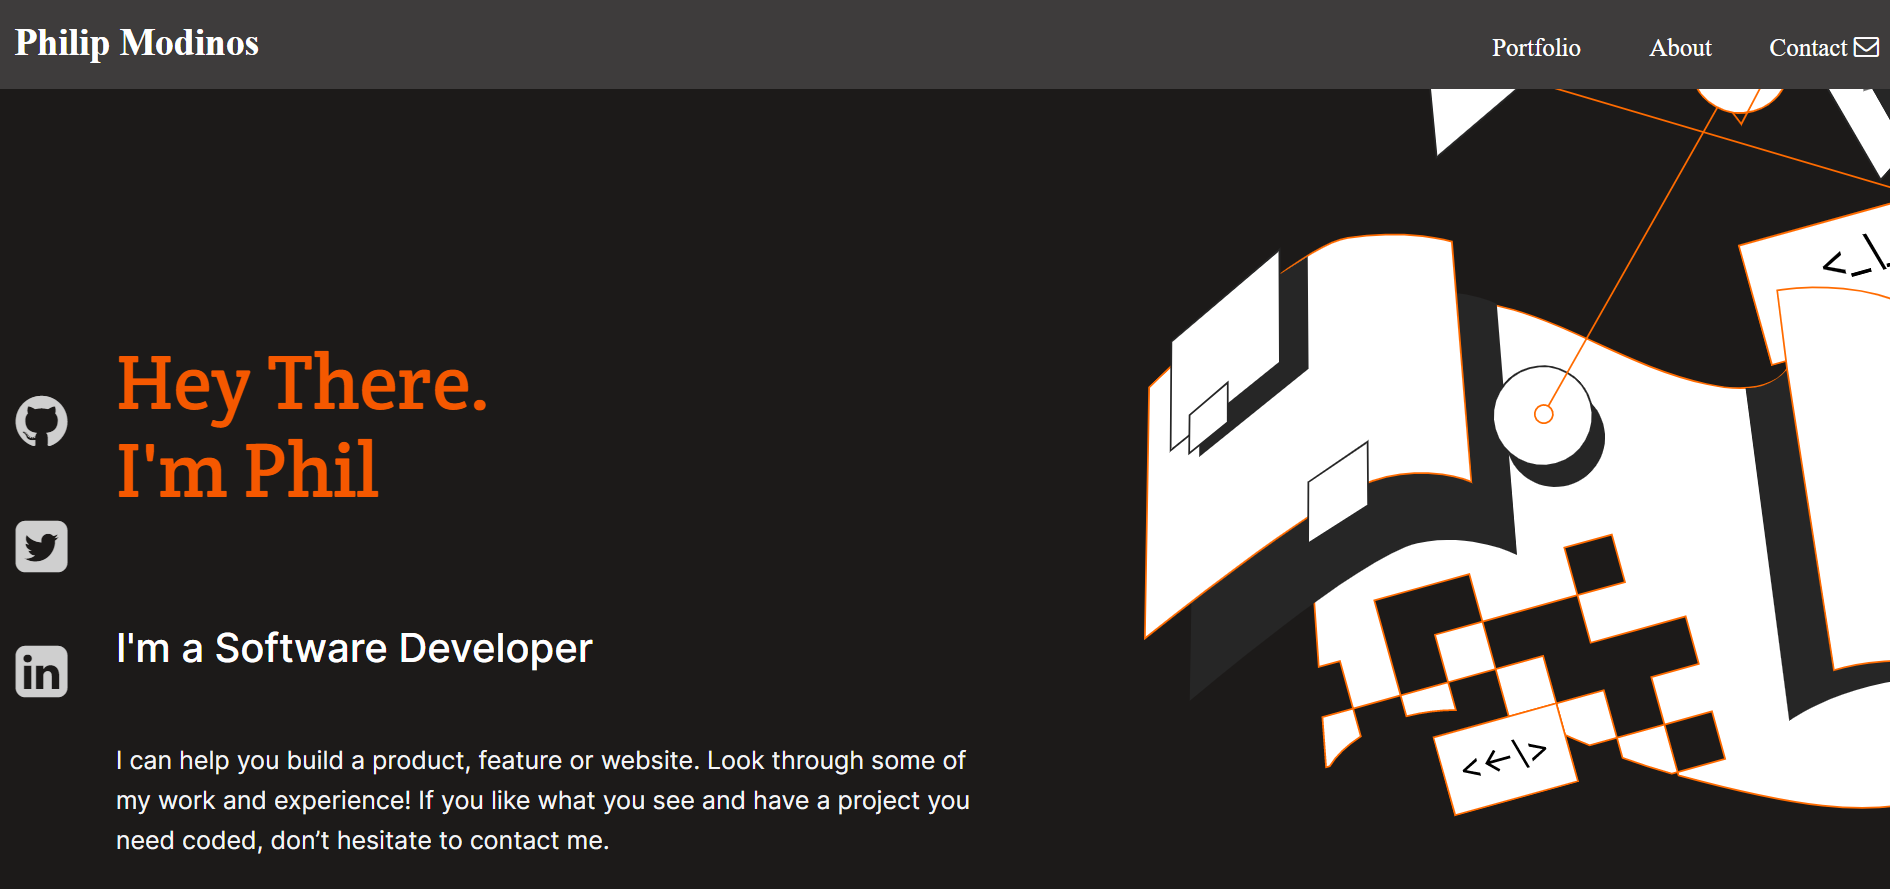 Philip Modinos
Portfolio
About
Contact
<_\
Hey There.
I'm Phil
in
I'm a Software Developer
I can help you build a product, feature or website. Look through some of
my work and experience! If you like what you see and have a project you
need coded, don’t hesitate to contact me.
<←|\>